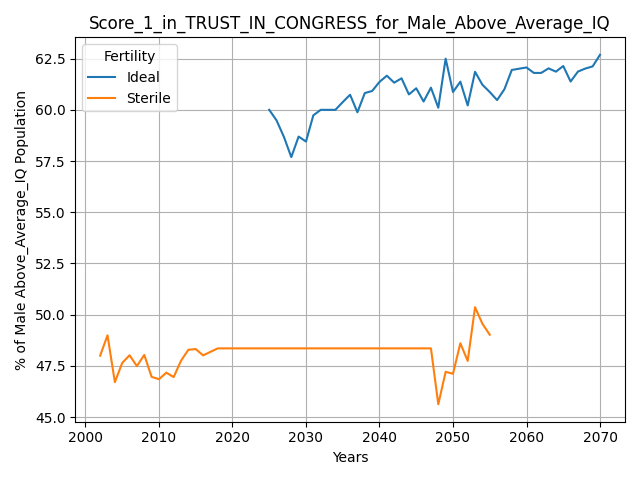 Score_1_in_TRUST_IN_CONGRESS_for_Male_Above_Average_IQ
Fertility
Ideal
Sterile
% of Male Above_Average_IQ Population
62.5
60.0
57.5
55.0
52.5
50.0
47.5
45.0
2000 2010 2020 2030 2040 2050 2060 2070
Years